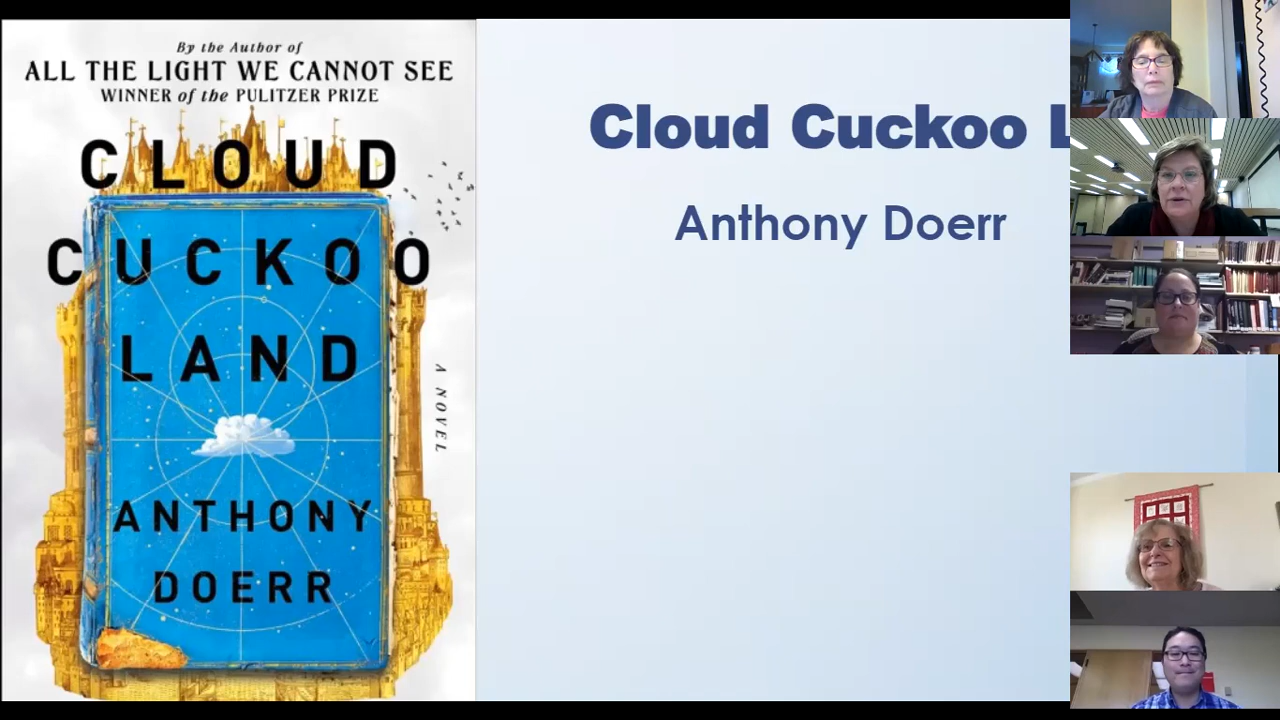 By the Author of
ALL THE LIGHT WE CANNOT SEE
WINNER of the PULITZER PRIZE
CLOUD
CUCKOO
LAND
A NOVEL
ANTHONY
DOERR
Cloud Cuckoo L
Anthony Doerr